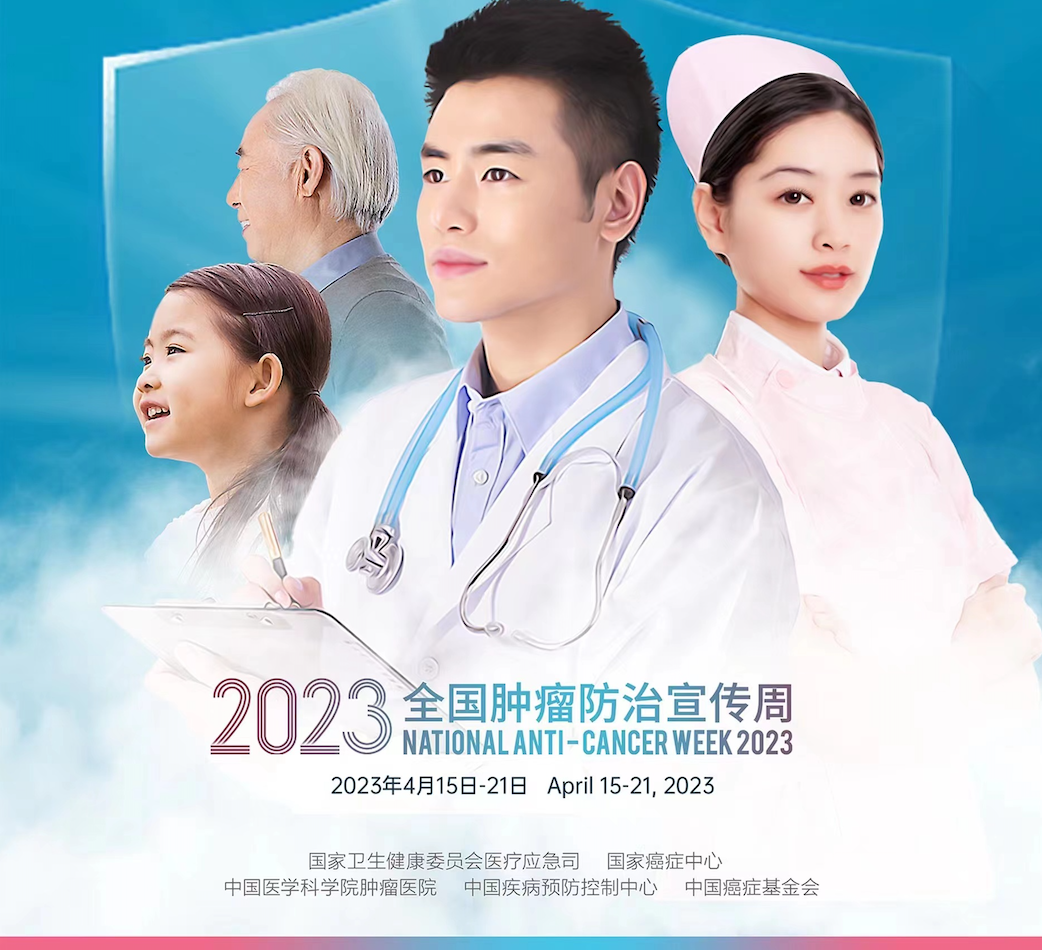 2023 全国肿瘤防治宣传周
NATIONAL ANTI-CANCER WEEK 2023
2023年4月15日-21日 April 15-21, 2023
国家卫生健康委员会医疗应急司 国家癌症中心
中国医学科学院肿瘤医院 中国疾病预防控制中心 中国癌症基金会